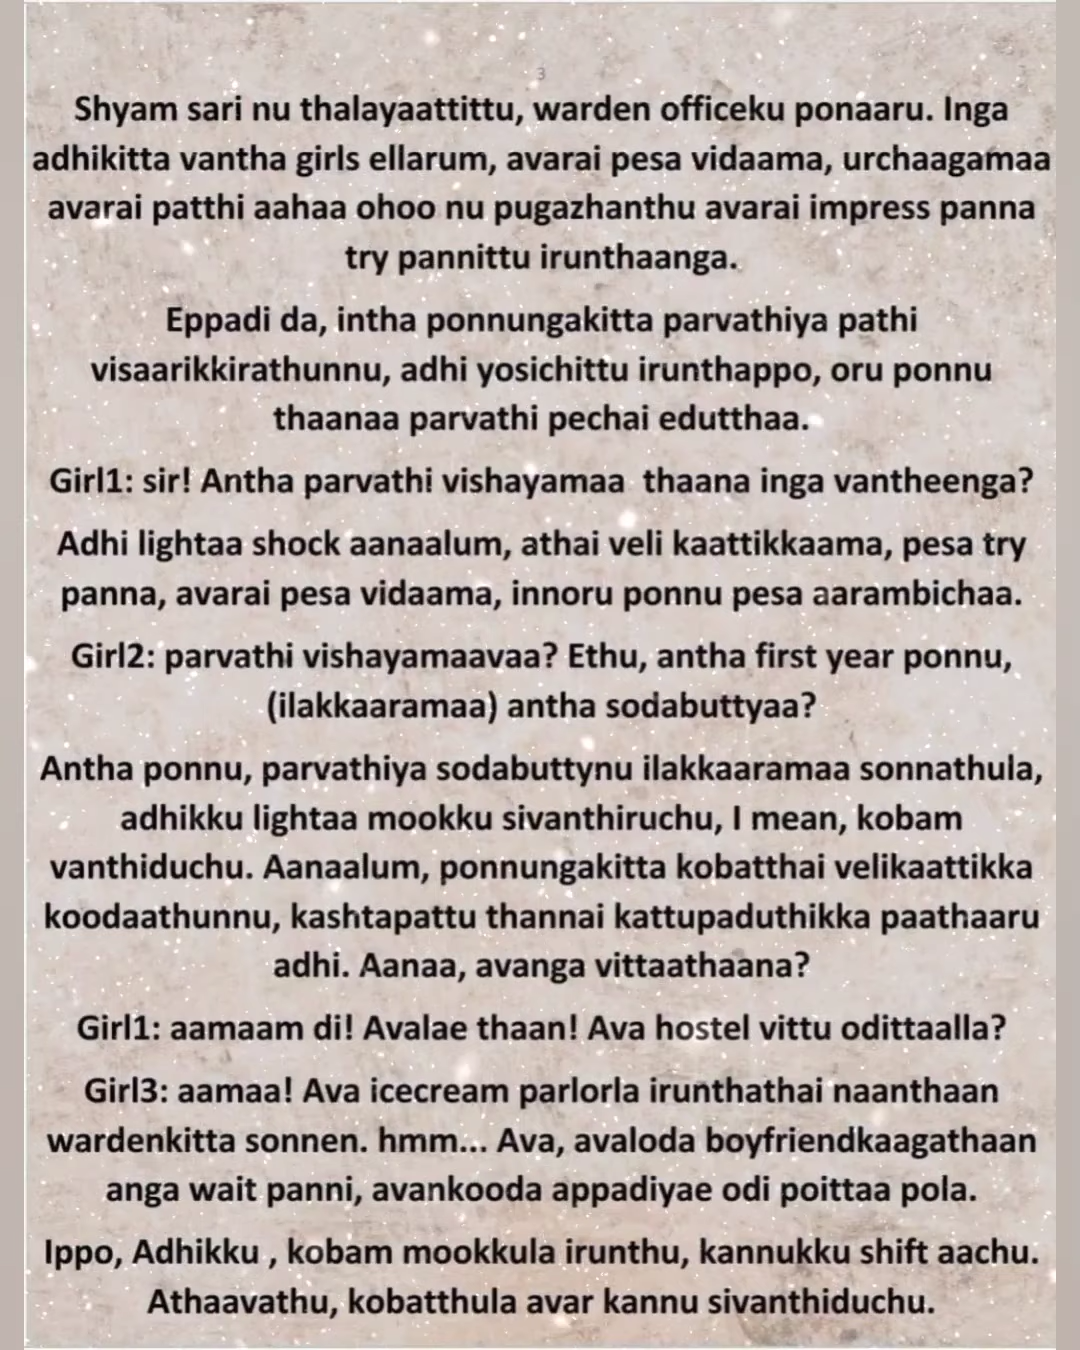 3
Shyam sari nu thalayaattittu, warden officeku ponaaru. Inga
adhikitta vantha girls ellarum, avarai pesa vidaama, urchaagamaa
avarai patthi aahaa ohoo nu pugazhanthu avarai impress panna
try pannittu irunthaanga.
Eppadi da, intha ponnungakitta parvathiya pathi
visaarikkirathunnu, adhi yosichittu irunthappo, oru ponnu
thaanaa parvathi pechai edutthaa.
Girl1: sir! Antha parvathi vishayamaa thaana inga vantheenga?
Adhi lightaa shock aanaalum, athai veli kaattikkaama, pesa try
panna, avarai pesa vidaama, innoru ponnu pesa aarambichaa.
Girl2: parvathi vishayamaavaa? Ethu, antha first year ponnu,
(ilakkaaramaa) antha sodabuttyaa?
Antha ponnu, parvathiya sodabuttynu ilakkaaramaa sonnathula,
adhikku lightaa mookku sivanthiruchu, I mean, kobam
vanthiduchu. Aanaalum, ponnungakitta kobatthai velikaattikka
koodaathunnu, kashtapattu thannai kattupaduthikka paathaaru
adhi. Aanaa, avanga vittaathaana?
Girl1: aamaam di! Avalae thaan! Ava hostel vittu odittaalla?
Girl3: aamaa! Ava icecream parlorla irunthathai naanthaan
wardenkitta sonnen. hmm... Ava, avaloda boyfriendkaagathaan
anga wait panni, avankooda appadiyae odi poittaa pola.
Ippo, Adhikku , kobam mookkula irunthu, kannukku shift aachu.
Athaavathu, kobatthula avar kannu sivanthiduchu.